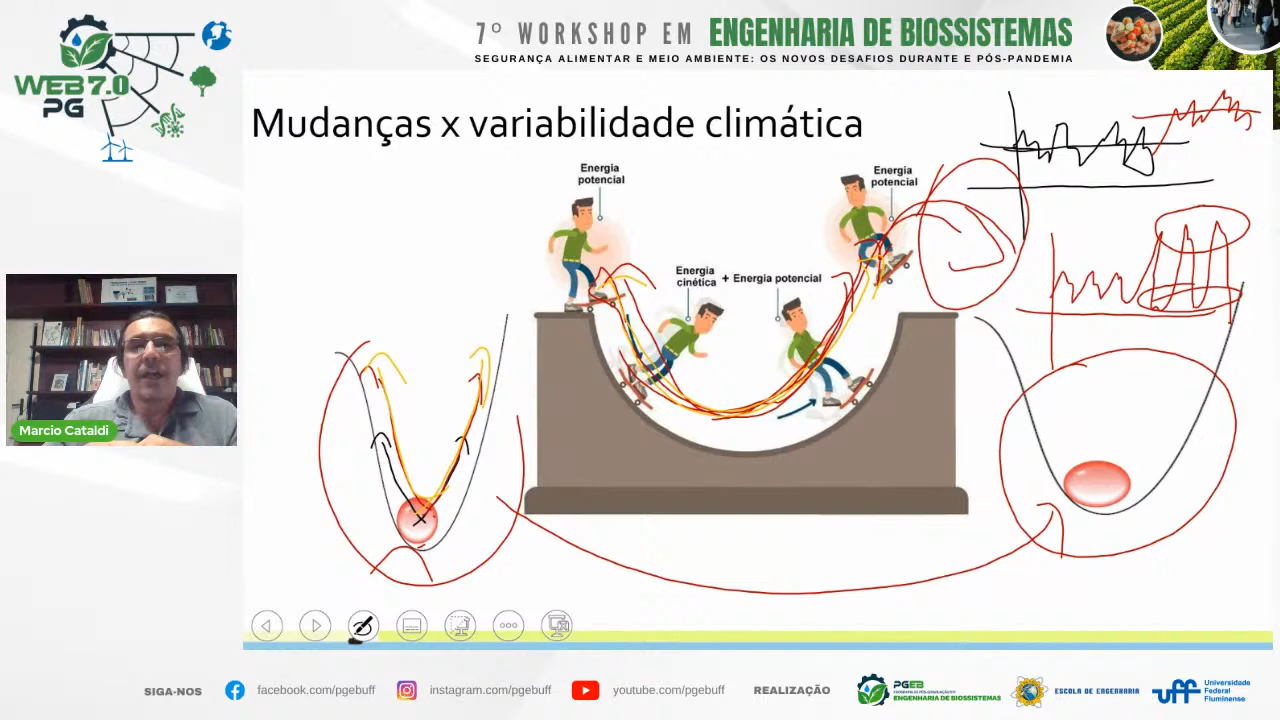 WEB 7.0
PG
7º WORKSHOP EM ENGENHARIA DE BIOSSISTEMAS
SEGURANÇA ALIMENTAR E MEIO AMBIENTE: OS NOVOS DESAFIOS DURANTE E PÓS-PANDEMIA
Mudanças x variabilidade climática
Energia
potencial
Energia
potencial
Energia
cinética + Energia potencial
Marcio Cataldi
SIGA-NOS
facebook.com/pgebuff
instagram.com/pgebuff
youtube.com/pgebuff
REALIZAÇÃO
PGEB
ENGENHARIA DE BIOSSISTEMAS
ESCOLA DE ENGENHARIA
uff
Universidade
Federal
Fluminense